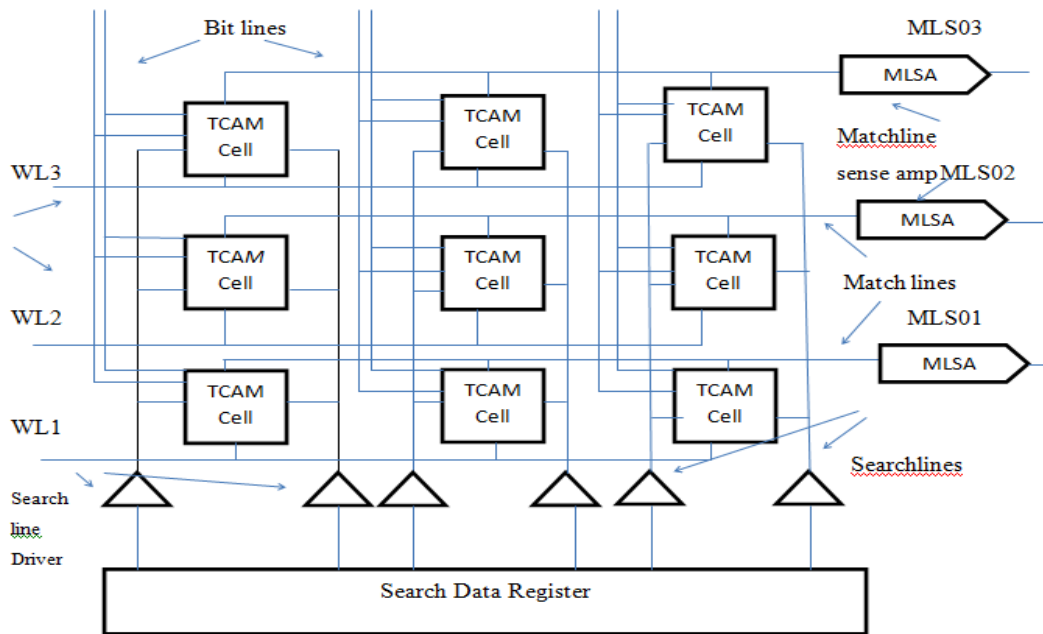 Bit lines
MLS03
MLSA
TCAM
Cell
TCAM
Cell
TCAM
Cell
Matchline
WL3
sense amp MLS02
MLSA
TCAM
Cell
TCAM
Cell
TCAM
Cell
Match lines
WL2
MLS01
MLSA
TCAM
Cell
TCAM
Cell
TCAM
Cell
WL1
Searchlines
Search
line
Driver
Search Data Register